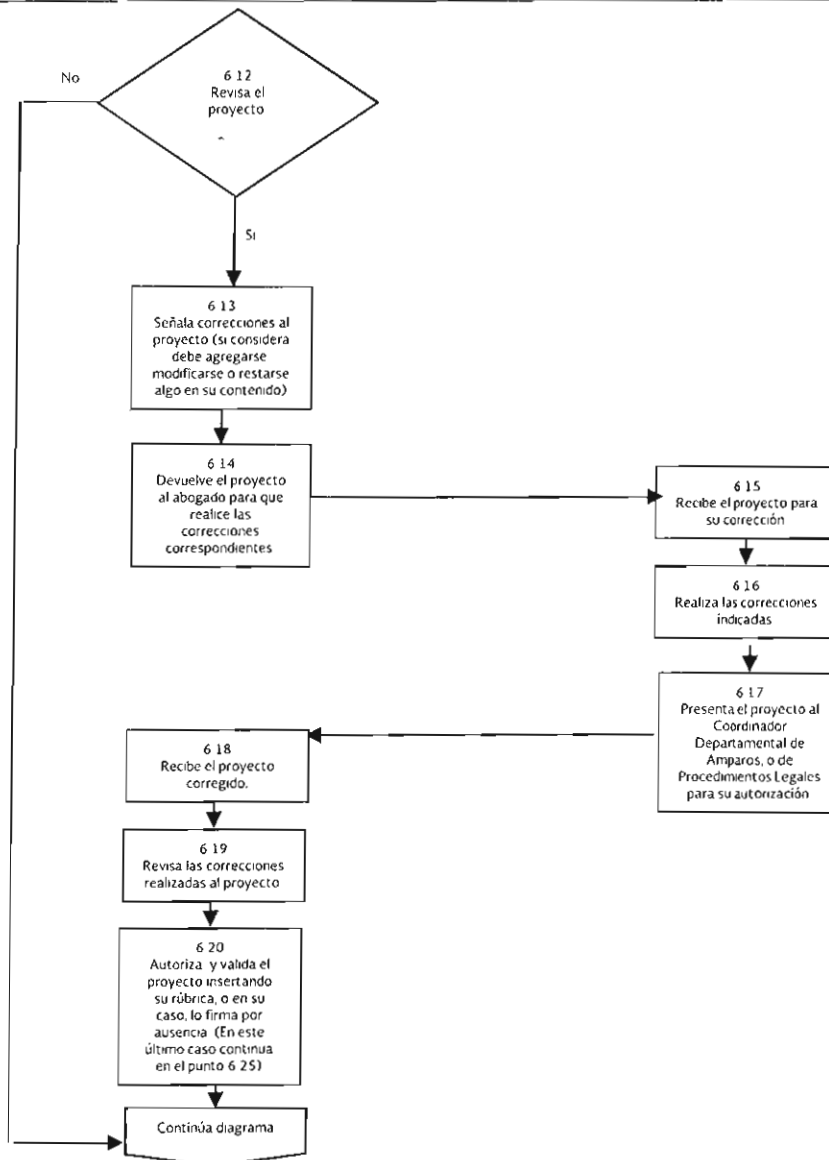 No
6 12
Revisa el
proyecto
Si
6 13
Señala correcciones al
proyecto (si considera
debe agregarse
modificarse o restarse
algo en su contenido)
6 14
Devuelve el proyecto
al abogado para que
realice las
correcciones
correspondientes
6 15
Recibe el proyecto para
su corrección
6 16
Realiza las correcciones
indicadas
6 17
Presenta el proyecto al
Coordinador
Departamental de
Amparos, o de
Procedimientos Legales
para su autorización
6 18
Recibe el proyecto
corregido.
6 19
Revisa las correcciones
realizadas al proyecto
6 20
Autoriza y valida el
proyecto insertando
su rúbrica, o en su
caso, lo firma por
ausencia (En este
último caso continua
en el punto 6 25)
Continúa diagrama